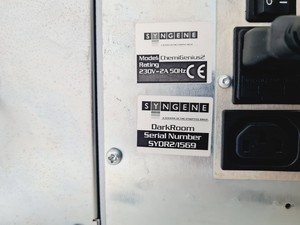 SYNGENE
Model ChemiGenius2
Rating
230V~2A 50Hz CE
SYNGENE
DarkRoom
Serial Number
SYDR2/1569